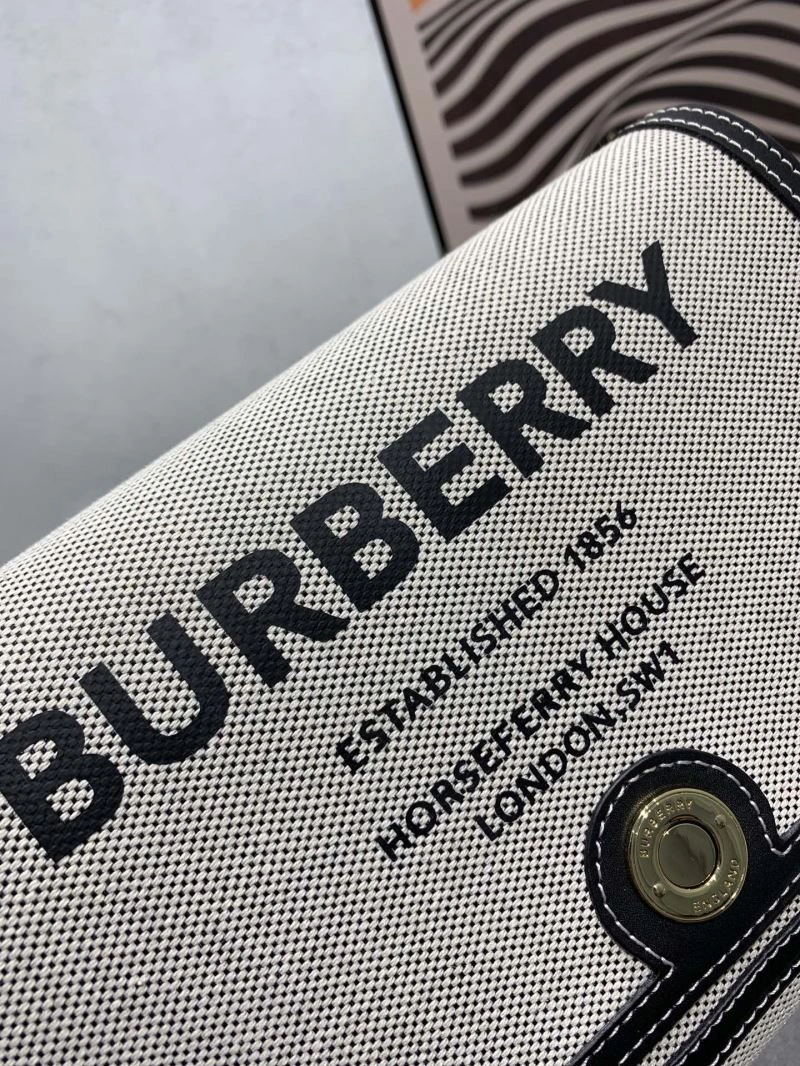 BURBERRY
ESTABLISHED 1856
HORSEFERRY HOUSE
LONDON,SW1
BURBERRY
ENGLAND